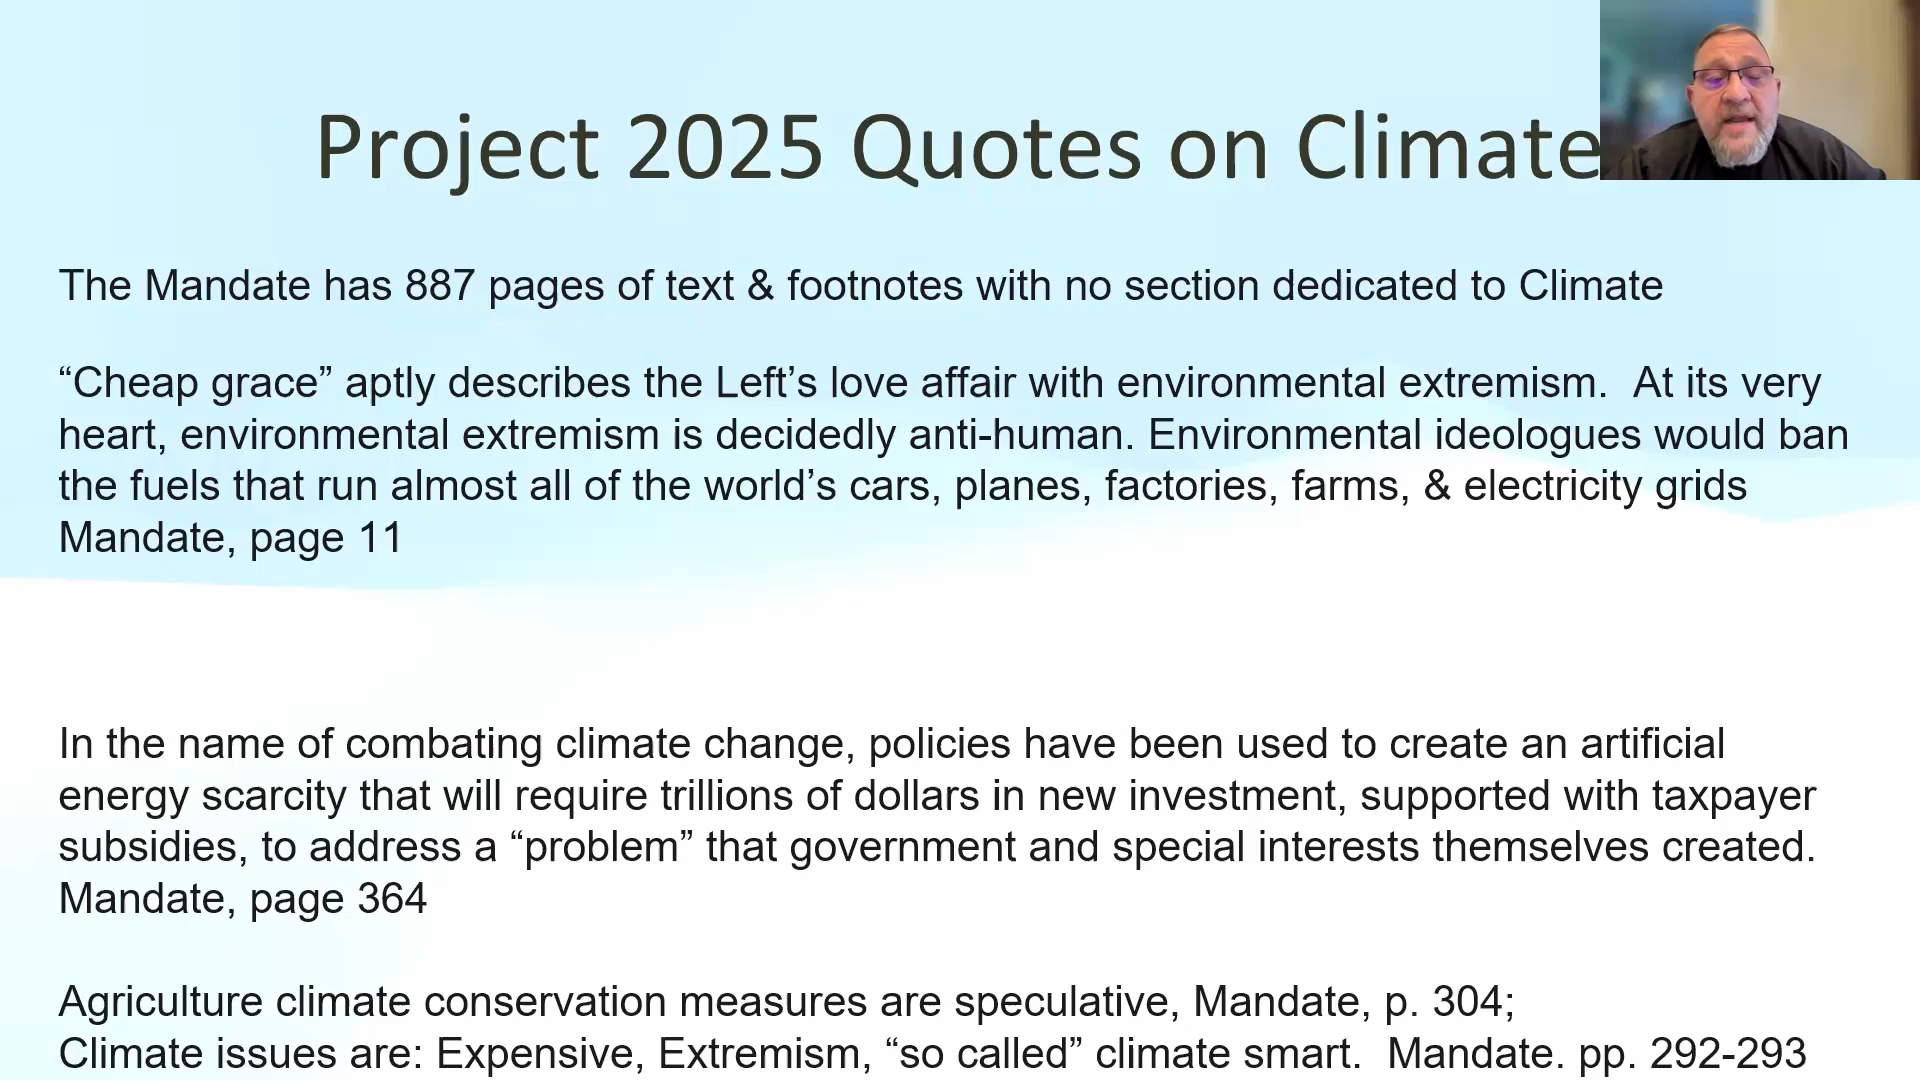 Project 2025 Quotes on Climate
The Mandate has 887 pages of text & footnotes with no section dedicated to Climate
“Cheap grace” aptly describes the Left’s love affair with environmental extremism.  At its very
heart, environmental extremism is decidedly anti-human. Environmental ideologues would ban
the fuels that run almost all of the world’s cars, planes, factories, farms, & electricity grids
Mandate, page 11
In the name of combating climate change, policies have been used to create an artificial
energy scarcity that will require trillions of dollars in new investment, supported with taxpayer
subsidies, to address a “problem” that government and special interests themselves created.
Mandate, page 364
Agriculture climate conservation measures are speculative, Mandate, p. 304;
Climate issues are: Expensive, Extremism, “so called” climate smart.  Mandate. pp. 292-293